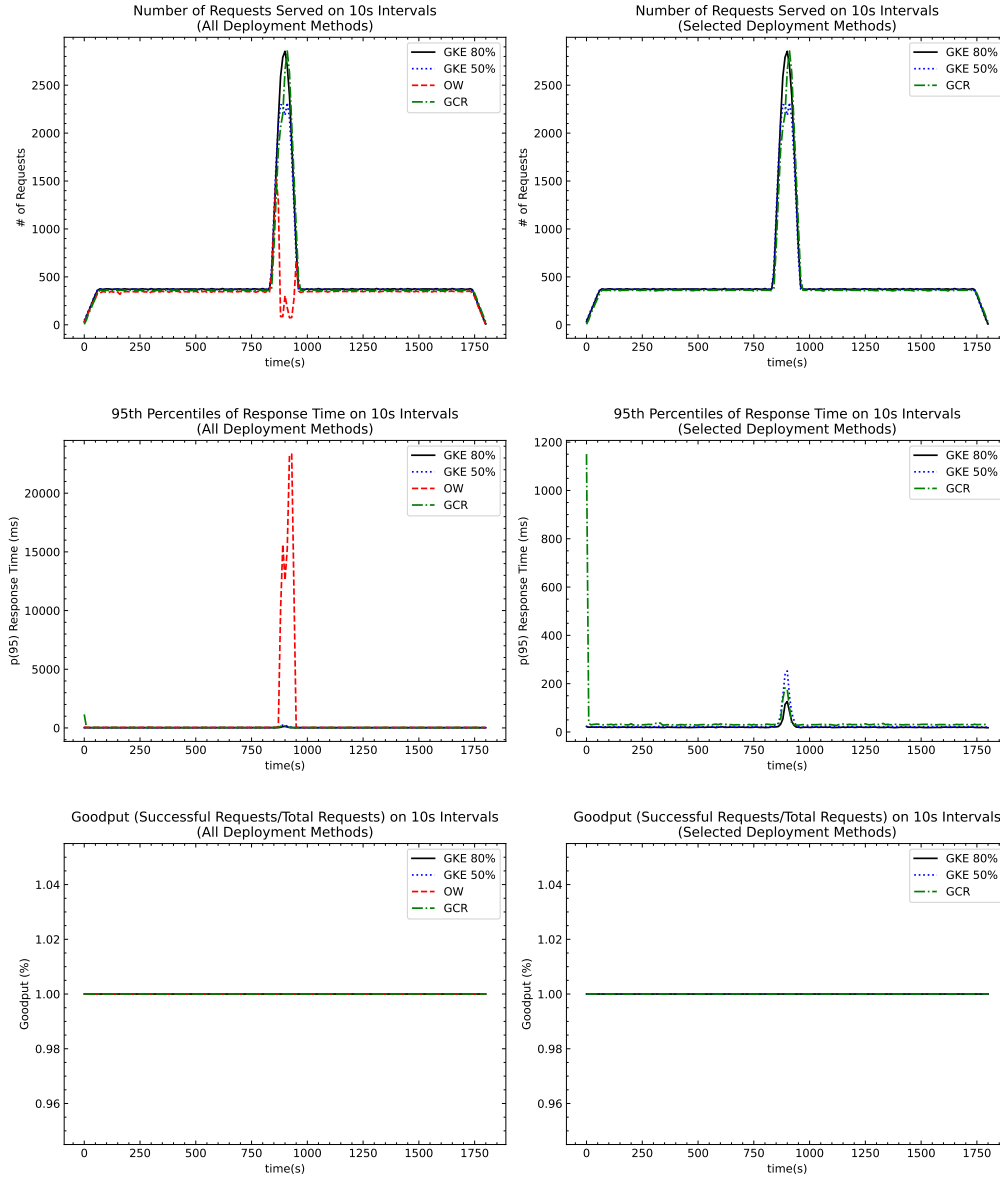 Number of Requests Served on 10s Intervals
(All Deployment Methods)
# of Requests
2500
2000
1500
1000
500
0
0 250 500 750 1000 1250 1500 1750
time(s)
GKE 80%
GKE 50%
OW
GCR
Number of Requests Served on 10s Intervals
(Selected Deployment Methods)
# of Requests
2500
2000
1500
1000
500
0
0 250 500 750 1000 1250 1500 1750
time(s)
GKE 80%
GKE 50%
GCR
95th Percentiles of Response Time on 10s Intervals
(All Deployment Methods)
p(95) Response Time (ms)
20000
15000
10000
5000
0
0 250 500 750 1000 1250 1500 1750
time(s)
GKE 80%
GKE 50%
OW
GCR
95th Percentiles of Response Time on 10s Intervals
(Selected Deployment Methods)
p(95) Response Time (ms)
1200
1000
800
600
400
200
0
0 250 500 750 1000 1250 1500 1750
time(s)
GKE 80%
GKE 50%
GCR
Goodput (Successful Requests/Total Requests) on 10s Intervals
(All Deployment Methods)
Goodput (%)
1.04
1.02
1.00
0.98
0.96
0 250 500 750 1000 1250 1500 1750
time(s)
GKE 80%
GKE 50%
OW
GCR
Goodput (Successful Requests/Total Requests) on 10s Intervals
(Selected Deployment Methods)
Goodput (%)
1.04
1.02
1.00
0.98
0.96
0 250 500 750 1000 1250 1500 1750
time(s)
GKE 80%
GKE 50%
GCR